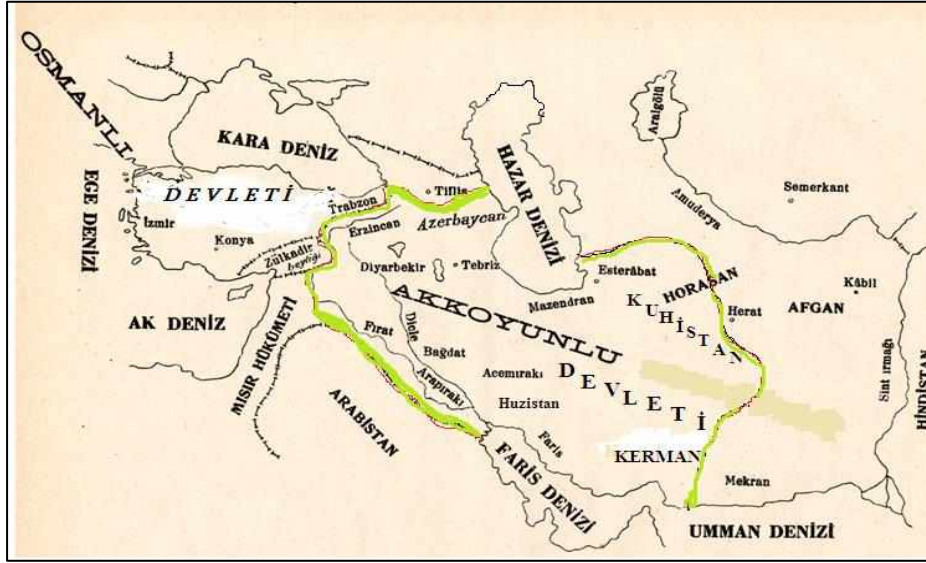 OSMANLI
DEVLETİ
KARA DENİZ
EGE DENİZİ
İzmir
Konya
Trabzon
Erzincan
Zülkadir
beyliği
AK DENİZ
MISIR HÜKÛMETİ
ARABİSTAN
Tiflis
Azerbaycan
HAZAR DENİZİ
Aralgölü
Amuderya
Semerkant
Diyarbekir
Tebriz
Mazendran
Esterâbat
HORASAN
KUHİSTAN
Herat
AFGAN
Kâbil
Sint ırmağı
HİNDİSTAN
AKKOYUNLU
DEVLETİ
Fırat
Dicle
Bağdat
Arapırakı
Acemırakı
Huzistan
Faris
FARİS DENİZİ
KERMAN
Mekran
UMMAN DENİZİ